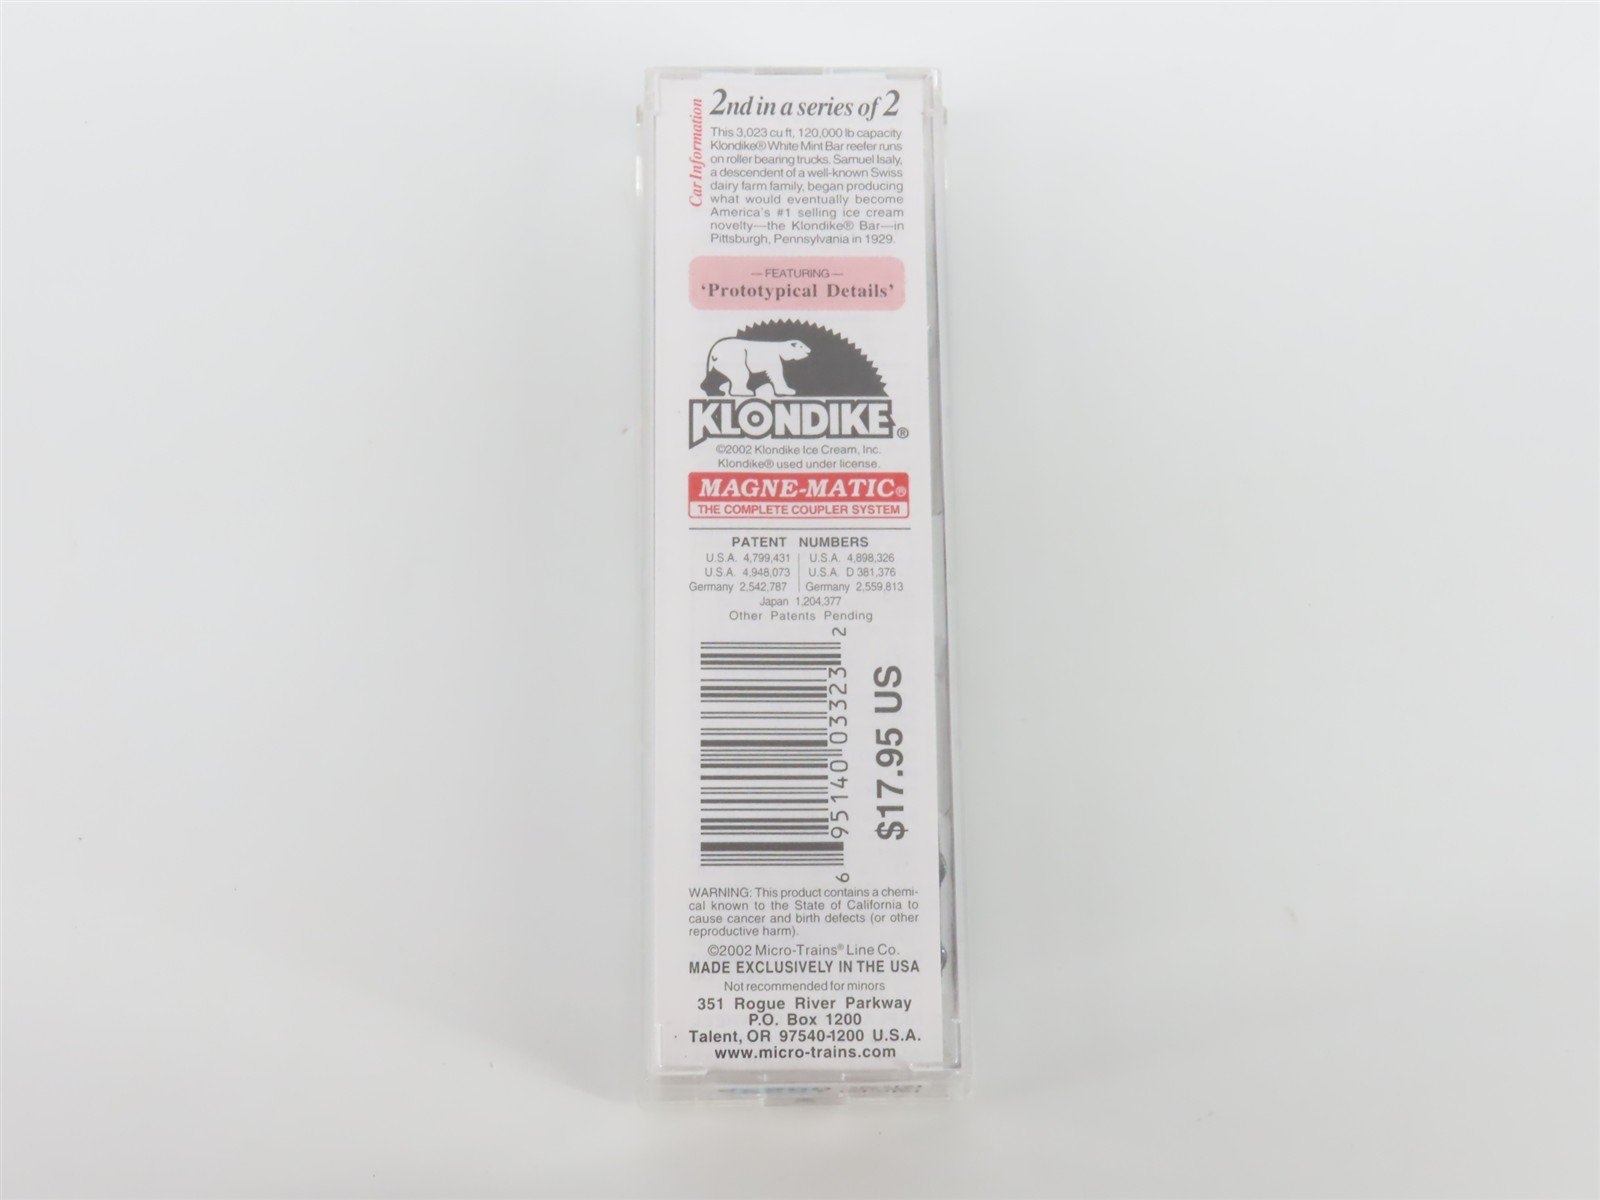 Car Information
2nd in a series of 2
This 3,023 cu ft, 120,000 lb capacity
Klondike® White Mint Bar reefer runs
on roller bearing trucks. Samuel Isaly,
a descendent of a well-known Swiss
dairy farm family, began producing
what would eventually become
America's #1 selling ice cream
novelty—the Klondike® Bar—in
Pittsburgh, Pennsylvania in 1929.
— FEATURING —
'Prototypical Details'
KLONDIKE®
©2002 Klondike Ice Cream, Inc.
Klondike® used under license.
MAGNE-MATIC®
THE COMPLETE COUPLER SYSTEM
PATENT NUMBERS
U.S.A. 4,799,431 | U.S.A. 4,898,326
U.S.A. 4,948,073 | U.S.A. D 381,376
Germany 2,542,787 | Germany 2,559,813
Japan 1,204,377
Other Patents Pending
6 95140 03323 2
$17.95 US
WARNING: This product contains a chemi-
cal known to the State of California to
cause cancer and birth defects (or other
reproductive harm).
©2002 Micro-Trains® Line Co.
MADE EXCLUSIVELY IN THE USA
Not recommended for minors
351 Rogue River Parkway
P.O. Box 1200
Talent, OR 97540-1200 U.S.A.
www.micro-trains.com